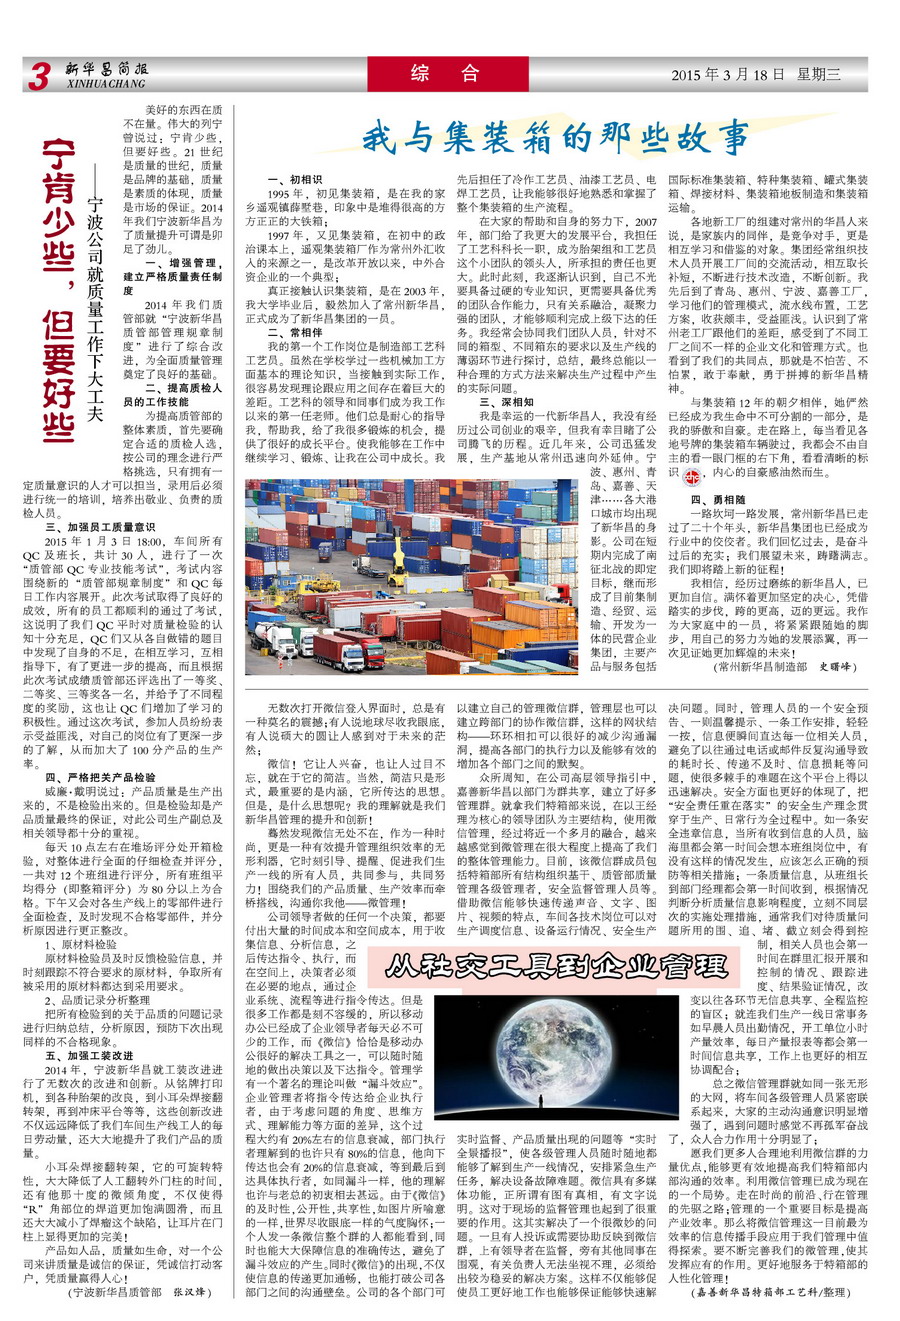 3
新华昌简报
XINHUACHANG
综 合
2015 年 3 月 18 日 星期三
宁肯少些，但要好些
——宁波公司就质量工作下大工夫
美好的东西在质
不在量。伟大的列宁
曾说过：宁肯少些，
但要好些。21 世纪
是质量的世纪，质量
是品牌的基础，质量
是素质的体现，质量
是市场的保证。2014
年我们宁波新华昌为
了质量提升可谓是卯
足了劲儿。
一、增强管理，
建立严格质量责任制
度
2014 年我们质
管部就“宁波新华昌
质管部管理规章制
度”进行了综合改
进，为全面质量管理
奠定了良好的基础。
二、提高质检人
员的工作技能
为提高质管部的
整体素质，首先要确
定合适的质检人选，
按公司的理念进行严
格挑选，只有拥有一
定质量意识的人才可以担当，录用后必须
进行统一的培训，培养出敬业、负责的质
检人员。
三、加强员工质量意识
2015 年 1 月 3 日 18:00，车间所有
QC 及班长，共计 30 人，进行了一次
“质管部 QC 专业技能考试”，考试内容
围绕新的“质管部规章制度”和 QC 每
日工作内容展开。此次考试取得了良好的
成效，所有的员工都顺利的通过了考试，
这说明了我们 QC 平时对质量检验的认
知十分充足，QC 们又从各自做错的题目
中发现了自身的不足，在相互学习，互相
指导下，有了更进一步的提高，而且根据
此次考试成绩质管部还评选出了一等奖、
二等奖、三等奖各一名，并给予了不同程
度的奖励，这也让 QC 们增加了学习的
积极性。通过这次考试，参加人员纷纷表
示受益匪浅，对自己的岗位有了更深一步
的了解，从而加大了 100 分产品的生产
率。
四、严格把关产品检验
威廉·戴明说过：产品质量是生产出
来的，不是检验出来的。但是检验却是产
品质量最终的保证，对此公司生产副总及
相关领导都十分的重视。
每天 10 点左右在堆场评分处开箱检
验，对整体进行全面的仔细检查并评分，
一共对 12 个班组进行评分，所有班组平
均得分（即整箱评分）为 80 分以上为合
格。下午又会对各生产线上的零部件进行
全面检查，及时发现不合格零部件，并分
析原因进行更正整改。
1、原材料检验
原材料检验员及时反馈检验信息，并
时刻跟踪不符合要求的原材料，争取所有
被采用的原材料都达到采用要求。
2、品质记录分析整理
把所有检验到的关于品质的问题记录
进行归纳总结，分析原因，预防下次出现
同样的不合格现象。
五、加强工装改进
2014 年，宁波新华昌就工装改进进
行了无数次的改进和创新。从铭牌打印
机，到各种胎架的改良，到小耳朵焊接翻
转架，再到冲床平台等等，这些创新改进
不仅远远降低了我们车间生产线工人的每
日劳动量，还大大地提升了我们产品的质
量。
小耳朵焊接翻转架，它的可旋转特
性，大大降低了人工翻转外门柱的时间，
还有他那十度的微倾角度，不仅使得
“R”角部位的焊道更加饱满圆滑，而且
还大大减小了焊瘤这个缺陷，让耳片在门
柱上显得更加的完美！
产品如人品，质量如生命，对一个公
司来讲质量是诚信的保证，凭诚信打动客
户，凭质量赢得人心！
（宁波新华昌质管部 张汉烽）
我与集装箱的那些故事
一、初相识
1995 年，初见集装箱，是在我的家
乡遥观镇薛墅巷，印象中是堆得很高的方
方正正的大铁箱；
1997 年，又见集装箱，在初中的政
治课本上，遥观集装箱厂作为常州外汇收
入的来源之一，是改革开放以来，中外合
资企业的一个典型；
真正接触认识集装箱，是在 2003 年，
我大学毕业后，毅然加入了常州新华昌，
正式成为了新华昌集团的一员。
二、常相伴
我的第一个工作岗位是制造部工艺科
工艺员。虽然在学校学过一些机械加工方
面基本的理论知识，当接触到实际工作，
很容易发现理论跟应用之间存在着巨大的
差距。工艺科的领导和同事们成为我工作
以来的第一任老师。他们总是耐心的指导
我，帮助我，给了我很多锻炼的机会，提
供了很好的成长平台。使我能够在工作中
继续学习、锻炼、让我在公司中成长。我
先后担任了冷作工艺员、油漆工艺员、电
焊工艺员，让我能够很好地熟悉和掌握了
整个集装箱的生产流程。
在大家的帮助和自身的努力下，2007
年，部门给了我更大的发展平台，我担任
了工艺科科长一职，成为胎架组和工艺员
这个小团队的领头人，所承担的责任也更
大。此时此刻，我逐渐认识到，自己不光
要具备过硬的专业知识，更需要具备优秀
的团队合作能力，只有关系融洽，凝聚力
强的团队，才能够顺利完成上级下达的任
务。我经常会协同我们团队人员，针对不
同的箱型、不同箱东的要求以及生产线的
薄弱环节进行探讨，总结，最终总能以一
种合理的方式方法来解决生产过程中产生
的实际问题。
三、深相知
我是幸运的一代新华昌人，我没有经
历过公司创业的艰辛，但我有幸目睹了公
司腾飞的历程。近几年来，公司迅猛发
展，生产基地从常州迅速向外延伸。宁
波、惠州、青
岛、嘉善、天
津……各大港
口城市均出现
了新华昌的身
影。公司在短
期内完成了南
征北战的即定
目标，继而形
成了目前集制
造、经贸、运
输、开发为一
体的民营企业
集团，主要产
品与服务包括
国际标准集装箱、特种集装箱、罐式集装
箱、焊接材料、集装箱地板制造和集装箱
运输。
各地新工厂的组建对常州的华昌人来
说，是家族内的同伴，是竞争对手，更是
相互学习和借鉴的对象。集团经常组织技
术人员开展工厂间的交流活动，相互取长
补短，不断进行技术改造，不断创新。我
先后到了青岛、惠州、宁波、嘉善工厂，
学习他们的管理模式，流水线布置，工艺
方案，收获颇丰，受益匪浅。认识到了常
州老工厂跟他们的差距，感受到了不同工
厂之间不一样的企业文化和管理方式。也
看到了我们的共同点，那就是不怕苦、不
怕累，敢于奉献，勇于拼搏的新华昌精
神。
与集装箱 12 年的朝夕相伴，她俨然
已经成为我生命中不可分割的一部分，是
我的骄傲和自豪。走在路上，每当看见各
地号牌的集装箱车辆驶过，我都会不由自
主的看一眼门框的右下角，看看清晰的标
识，内心的自豪感油然而生。
四、勇相随
一路坎坷一路发展，常州新华昌已走
过了二十个年头，新华昌集团也已经成为
行业中的佼佼者。我们回忆过去，是奋斗
过后的充实；我们展望未来，踌躇满志。
我们即将踏上新的征程！
我相信，经历过磨练的新华昌人，已
更加自信。满怀着更加坚定的决心，凭借
踏实的步伐，跨的更高，迈的更远。我作
为大家庭中的一员，将紧紧跟随她的脚
步，用自己的努力为她的发展添翼，再一
次见证她更加辉煌的未来！
（常州新华昌制造部 史曙峰）
从社交工具到企业管理
无数次打开微信登入界面时，总是有
一种莫名的震撼；有人说地球尽收我眼底，
有人说硕大的圆让人感到对于未来的茫
然；
微信！它让人兴奋，也让人过目不
忘，就在于它的简洁。当然，简洁只是形
式，最重要的是内涵，它所传达的思想。
但是，是什么思想呢？我的理解就是我们
新华昌管理的提升和创新！
蓦然发现微信无处不在，作为一种时
尚，更是一种有效提升管理组织效率的无
形利器，它时刻引导、提醒、促进我们生
产一线的所有人员，共同参与，共同努
力！围绕我们的产品质量、生产效率而牵
桥搭线，沟通你我他——微管理！
公司领导者做的任何一个决策，都要
付出大量的时间成本和空间成本，用于收
集信息、分析信息，之
后传达指令、执行，而
在空间上，决策者必须
在必要的地点，通过企
业系统、流程等进行指令传达。但是
很多工作都是刻不容缓的，所以移动
办公已经成了企业领导者每天必不可
少的工作，而《微信》恰恰是移动办
公很好的解决工具之一，可以随时随
地的做出决策以及下达指令。管理学
有一个著名的理论叫做“漏斗效应”。
企业管理者将指令传达给企业执行
者，由于考虑问题的角度、思维方
式、理解能力等方面的差异，这个过
程大约有 20%左右的信息衰减，部门执行
者理解到的也许只有 80%的信息，他向下
传达也会有 20%的信息衰减，等到最后到
达具体执行者，如同漏斗一样，他的理解
也许与老总的初衷相去甚远。由于《微信》
的及时性，公开性，共享性，如图片所喻意
的一样，世界尽收眼底一样的气度胸怀；一
个人发一条微信整个群的人都能看到，同
时也能大大保障信息的准确传达，避免了
漏斗效应的产生。同时《微信》的出现，不仅
使信息的传递更加通畅，也能打破公司各
部门之间的沟通壁垒。公司的各个部门可
以建立自己的管理微信群，管理层也可以
建立跨部门的协作微信群，这样的网状结
构——环环相扣可以很好的减少沟通漏
洞，提高各部门的执行力以及能够有效的
增加各个部门之间的默契。
众所周知，在公司高层领导指引中，
嘉善新华昌以部门为群共享，建立了好多
管理群。就拿我们特箱部来说，在以王经
理为核心的领导团队为主要结构，使用微
信管理，经过将近一个多月的融合，越来
越感觉到微管理在很大程度上提高了我们
的整体管理能力。目前，该微信群成员包
括特箱部所有结构组织基干、质管部质量
管理各级管理者，安全监督管理人员等。
借助微信能够快速传递声音、文字、图
片、视频的特点，车间各技术岗位可以对
生产调度信息、设备运行情况、安全生产
实时监督、产品质量出现的问题等“实时
全景播报”，使各级管理人员随时随地都
能够了解到生产一线情况，安排紧急生产
任务，解决设备故障难题。微信具有多媒
体功能，正所谓有图有真相，有文字说
明。这对于现场的监督管理也起到了很重
要的作用。这其实解决了一个很微妙的问
题。一旦有人投诉或需要协助反映到微信
群，上有领导者在监督，旁有其他同事在
围观，有关负责人无法坐视不理，必须给
出较为稳妥的解决方案。这样不仅能够促
使员工更好地工作也能够保证能够快速解
决问题。同时，管理人员的一个安全预
告、一则温馨提示、一条工作安排，轻轻
一按，信息便瞬间直达每一位相关人员，
避免了以往通过电话或邮件反复沟通导致
的耗时长、传递不及时、信息损耗等问
题，使很多棘手的难题在这个平台上得以
迅速解决。安全方面也更好的体现了，把
“安全责任重在落实”的安全生产理念贯
穿于生产、日常行为全过程中。如一条安
全违章信息，当所有收到信息的人员，脑
海里都会第一时间会想本班组岗位中，有
没有这样的情况发生，应该怎么正确的预
防等相关措施；一条质量信息，从班组长
到部门经理都会第一时间收到，根据情况
判断分析质量信息影响程度，立刻不同层
次的实施处理措施，通常我们对待质量问
题所用的围、追、堵、截立刻会得到控
制，相关人员也会第一
时间在群里汇报开展和
控制的情况、跟踪进
度、结果验证情况，改
变以往各环节无信息共享、全程监控
的盲区；就连我们生产一线日常事务
如早晨人员出勤情况，开工单位小时
产量效率，每日产量报表等都会第一
时间信息共享，工作上也更好的相互
协调配合；
总之微信管理群就如同一张无形
的大网，将车间各级管理人员紧密联
系起来，大家的主动沟通意识明显增
强了，遇到问题时感觉不再孤军奋战
了，众人合力作用十分明显了；
愿我们更多人合理地利用微信群的力
量优点，能够更有效地提高我们特箱部内
部沟通的效率。利用微信管理已成为现在
的一个局势。走在时尚的前沿、行在管理
的先驱之路；管理的一个重要目标是提高
产业效率。那么将微信管理这一目前最为
效率的信息传播手段应用于我们管理中值
得探索。要不断完善我们的微管理，使其
发挥应有的作用。更好地服务于特箱部的
人性化管理！
（嘉善新华昌特箱部工艺科/整理）